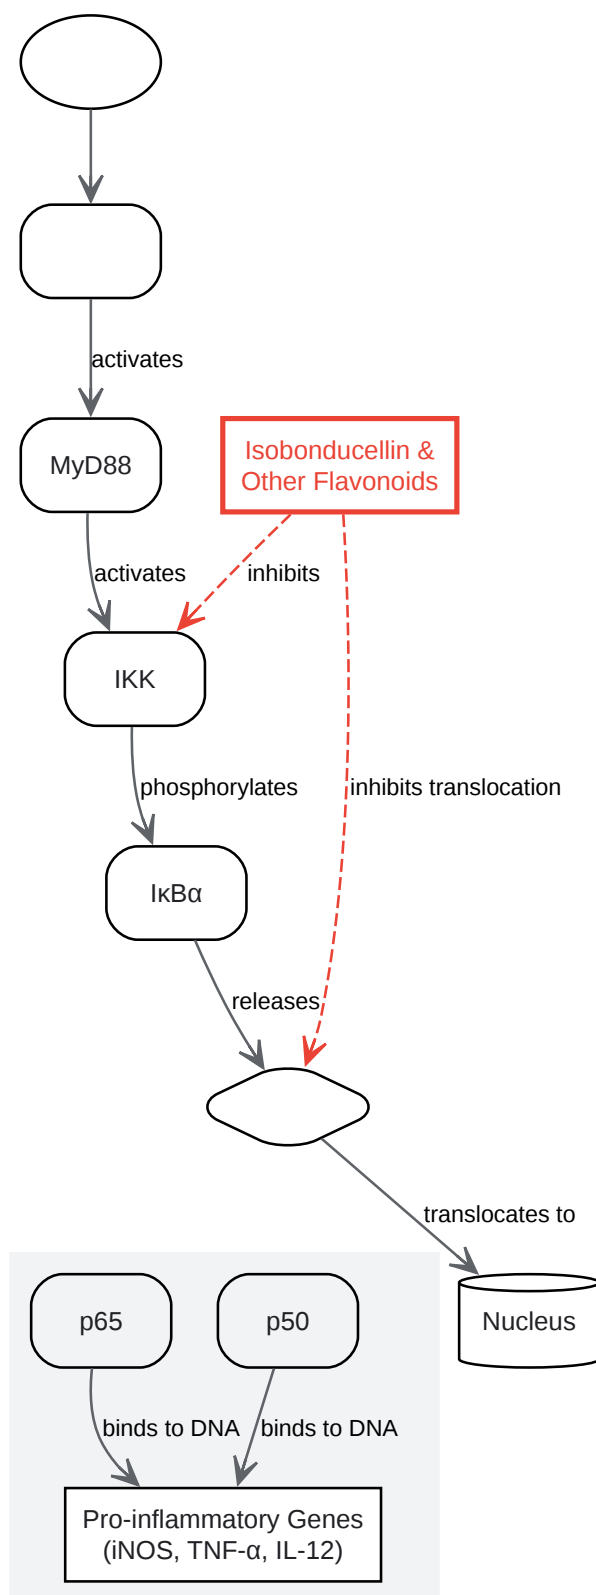 activates
MyD88
Isobonducellin &
Other Flavonoids
activates
inhibits
IKK
phosphorylates
inhibits translocation
IκBα
releases
translocates to
p65
p50
Nucleus
binds to DNA
binds to DNA
Pro-inflammatory Genes
(iNOS, TNF-α, IL-12)